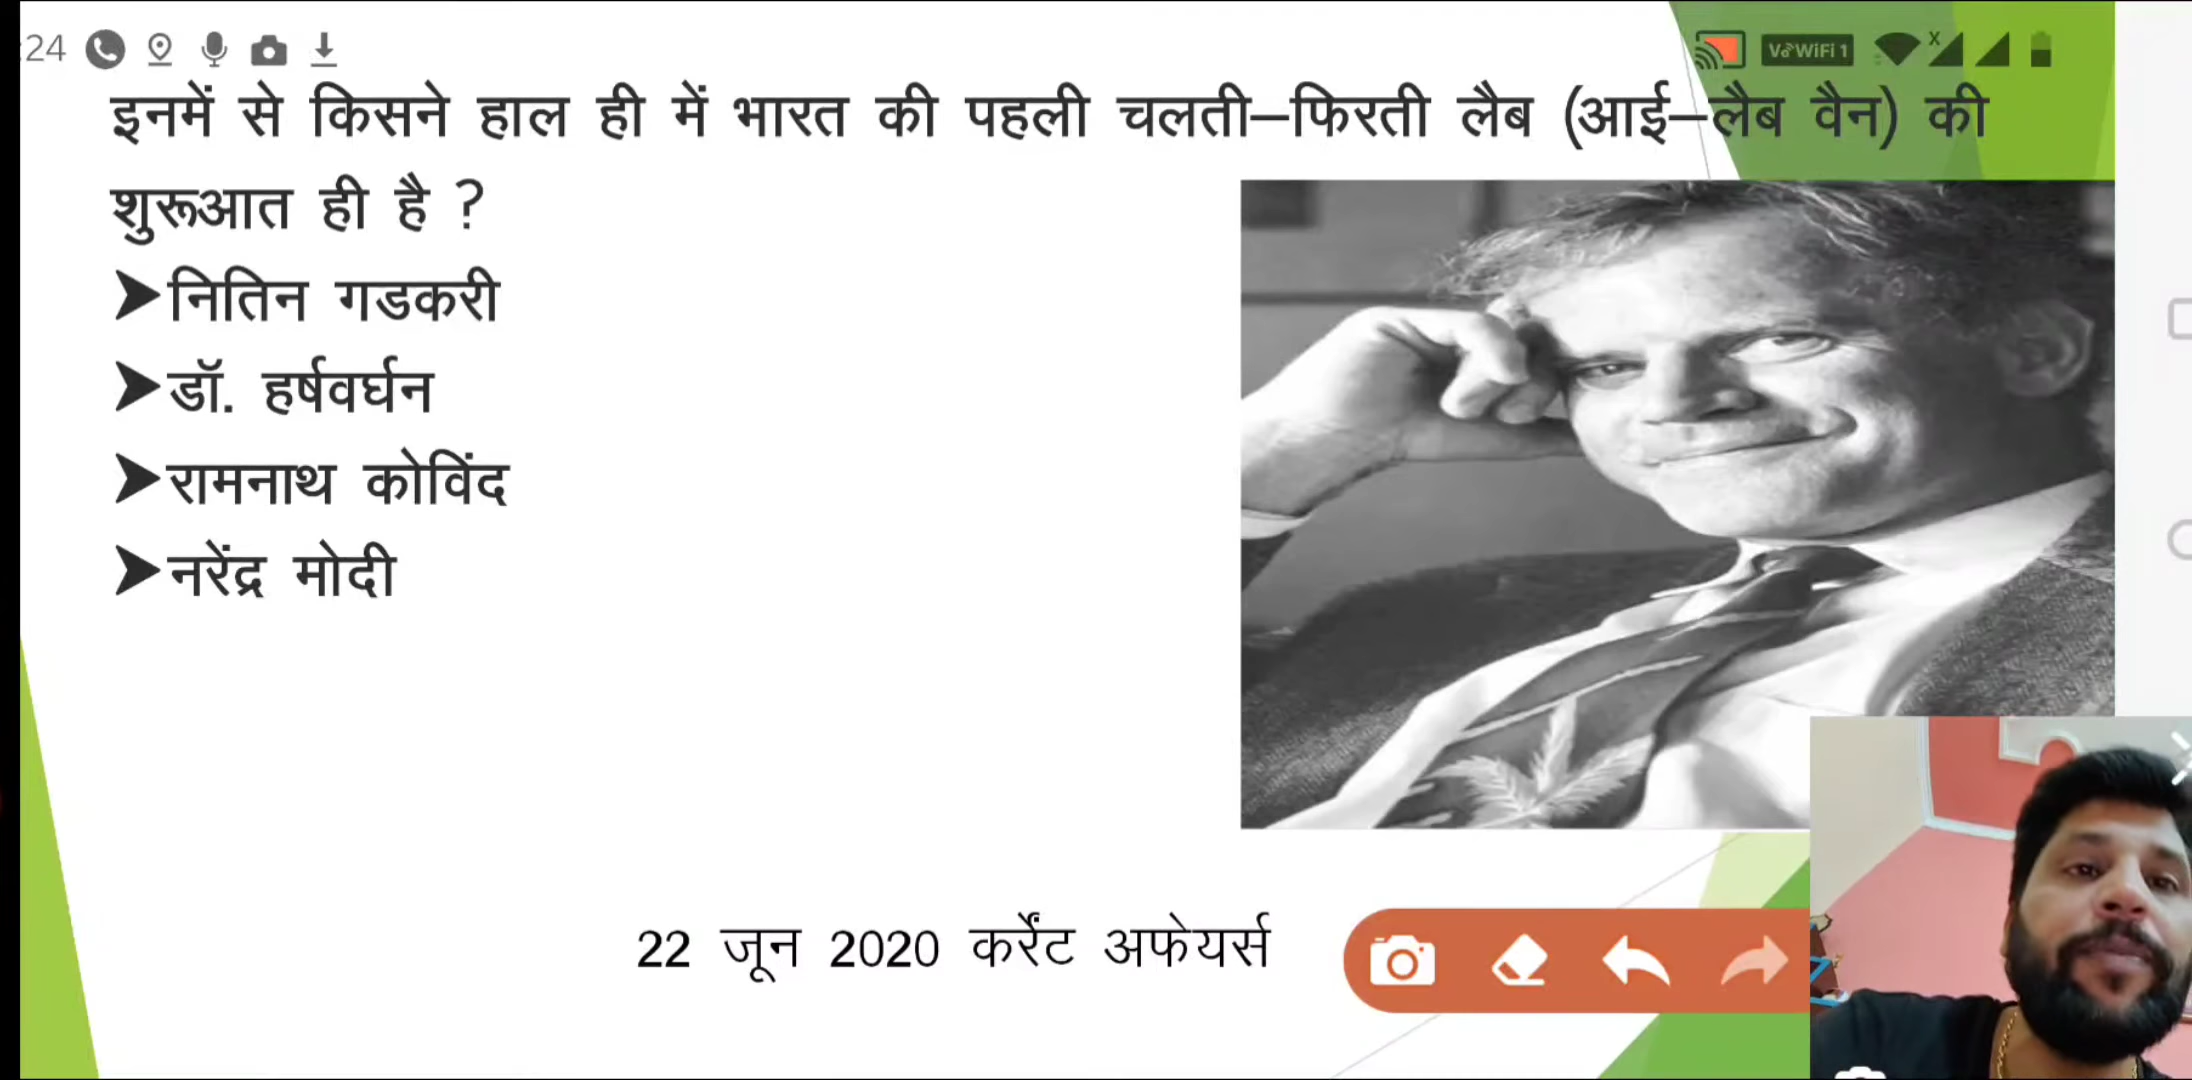 :24
VoWiFi 1
इनमें से किसने हाल ही में भारत की पहली चलती–फिरती लैब (आई–लैब वैन) की
शुरूआत ही है ?
➤नितिन गडकरी
➤डॉ. हर्षवर्घन
➤रामनाथ कोविंद
➤नरेंद्र मोदी
22 जून 2020 कर्रेंट अफेयर्स